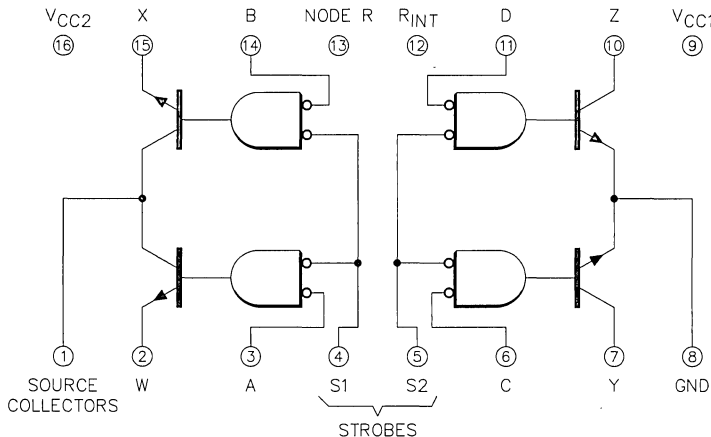 VCC2 X B NODE R RINT D Z VCC1
16 15 14 13 12 11 10 9
1 2 3 4 5 6 7 8
SOURCE COLLECTORS W A S1 S2 C Y GND
STROBES